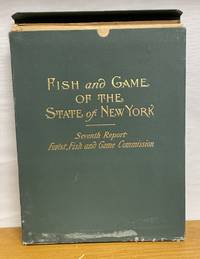 FISH and GAME
OF THE
STATE of NEW YORK
Seventh Report
Forest, Fish and Game Commission